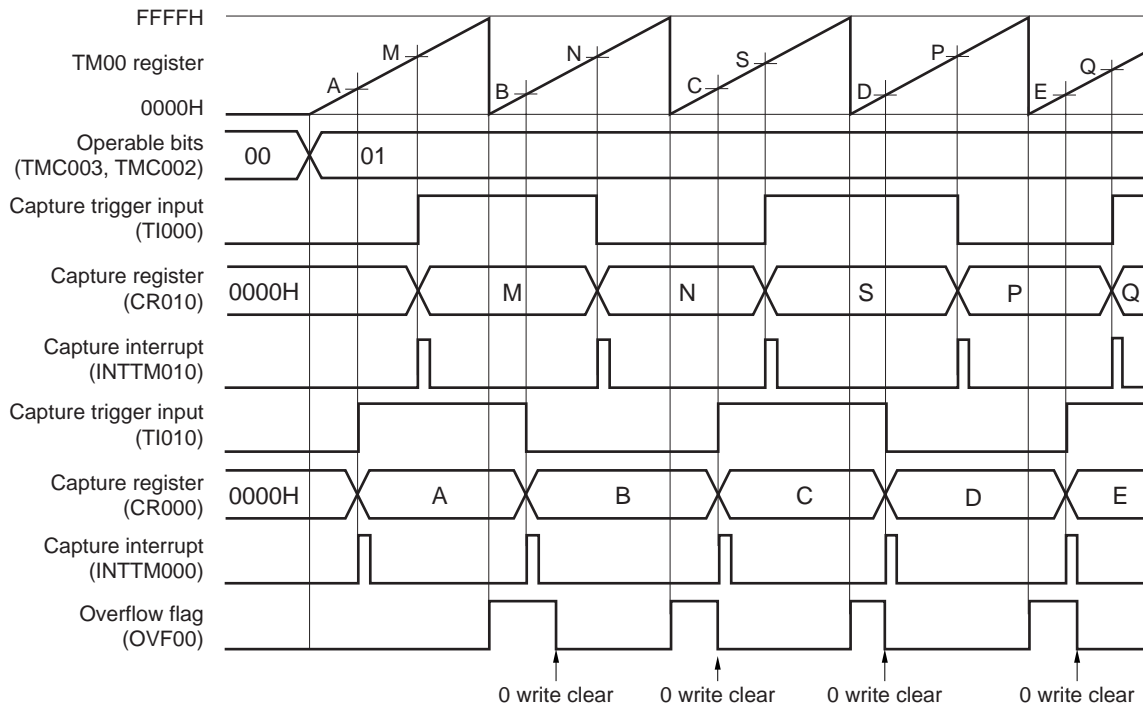 FFFFH
TM00 register
0000H
A M B N C S D P E Q
Operable bits
(TMC003, TMC002)
00 01
Capture trigger input
(TI000)
Capture register
(CR010)
0000H M N S P Q
Capture interrupt
(INTTM010)
Capture trigger input
(TI010)
Capture register
(CR000)
0000H A B C D E
Capture interrupt
(INTTM000)
Overflow flag
(OVF00)
0 write clear 0 write clear 0 write clear 0 write clear